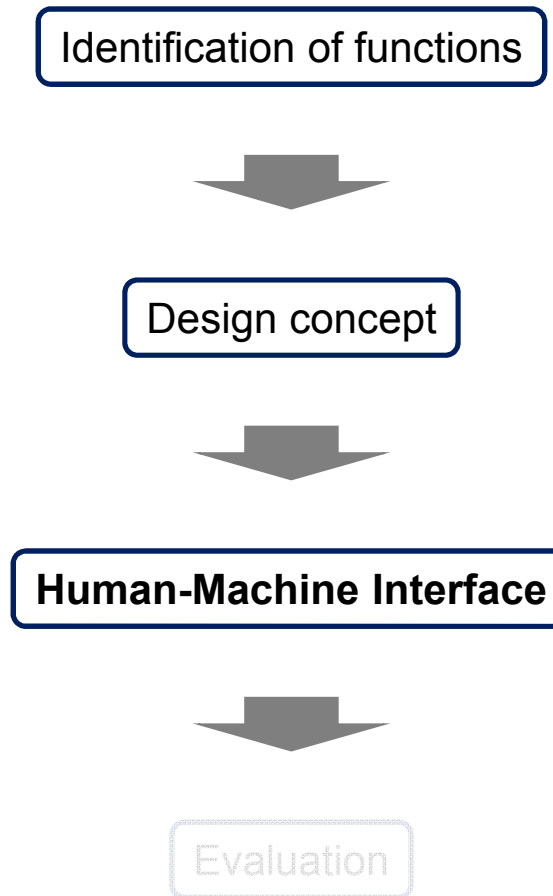 Identification of functions
Design concept
Human-Machine Interface
Evaluation